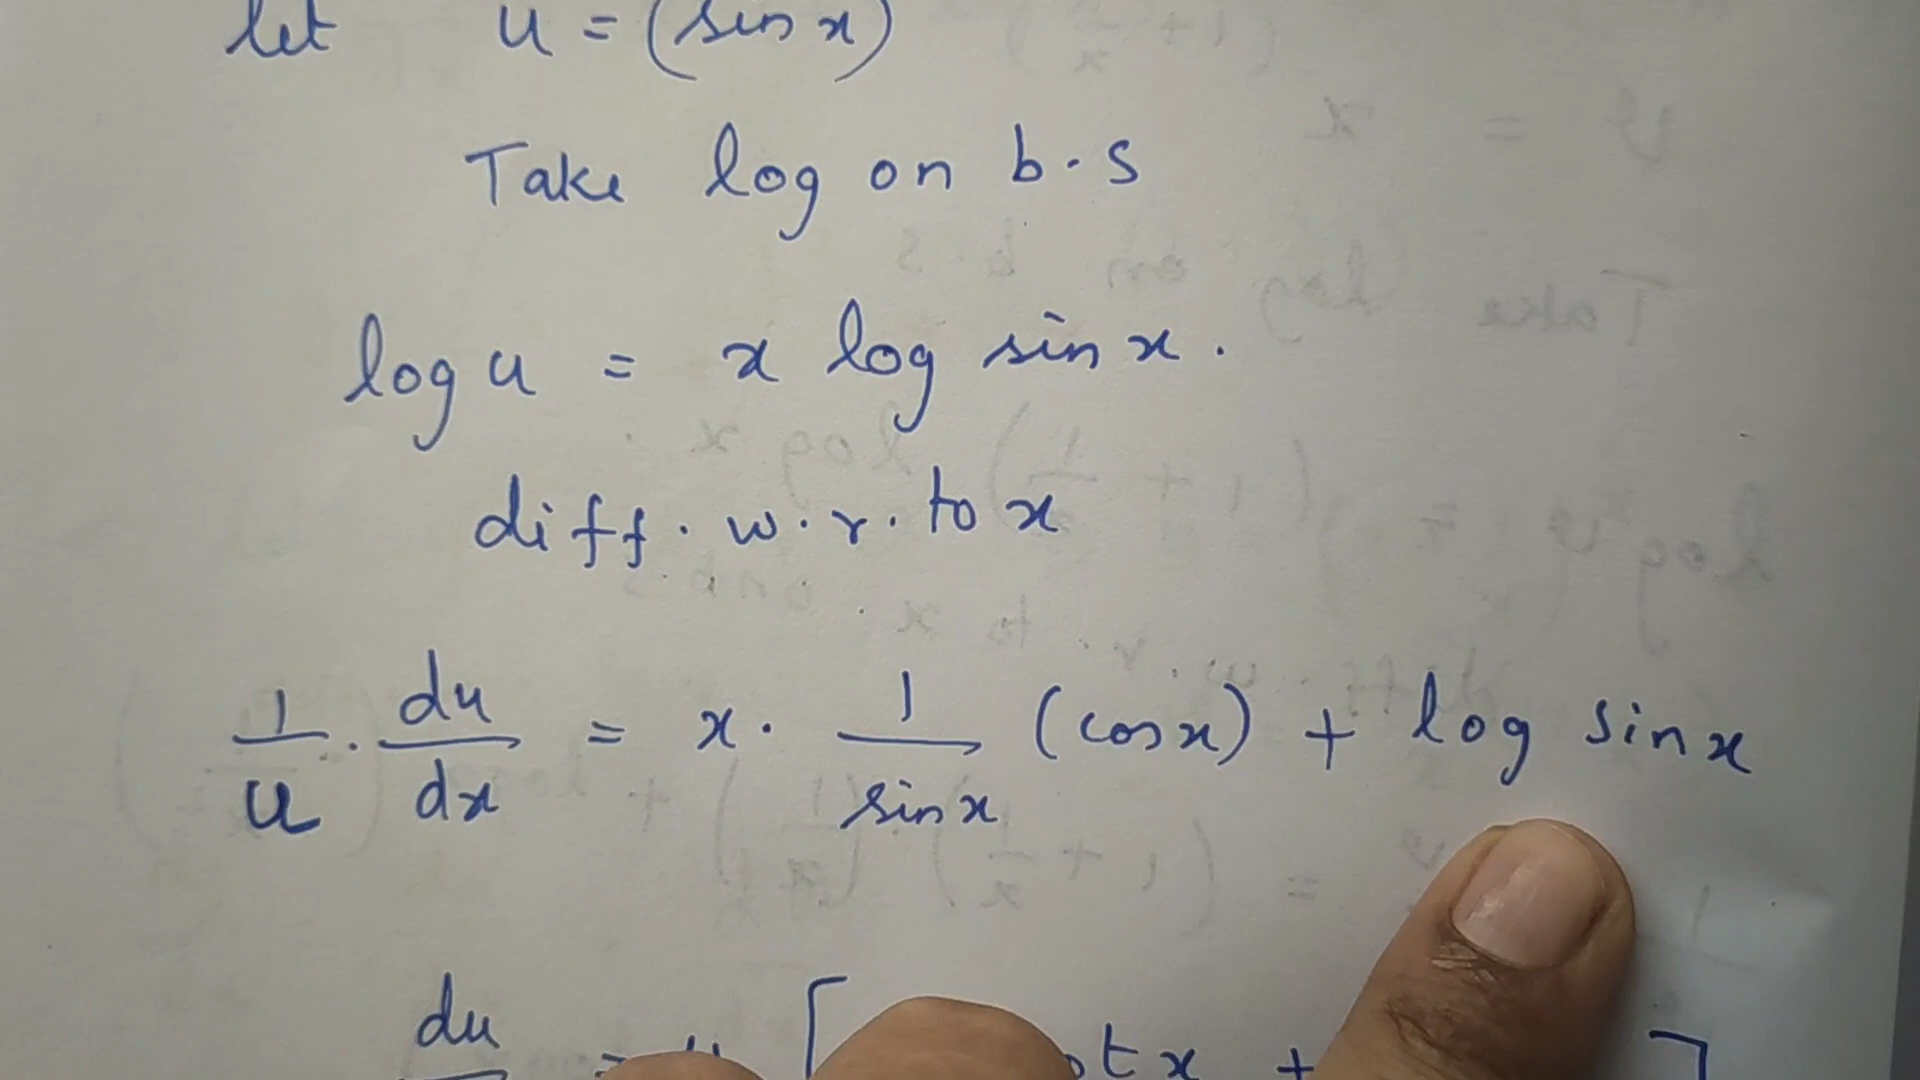 let u = (sin x)
Take log on b.s
log u = x log sin x.
diff. w.r. to x
1/u . du/dx = x. 1/sin x (cos x) + log sin x
du = [ x +  ]